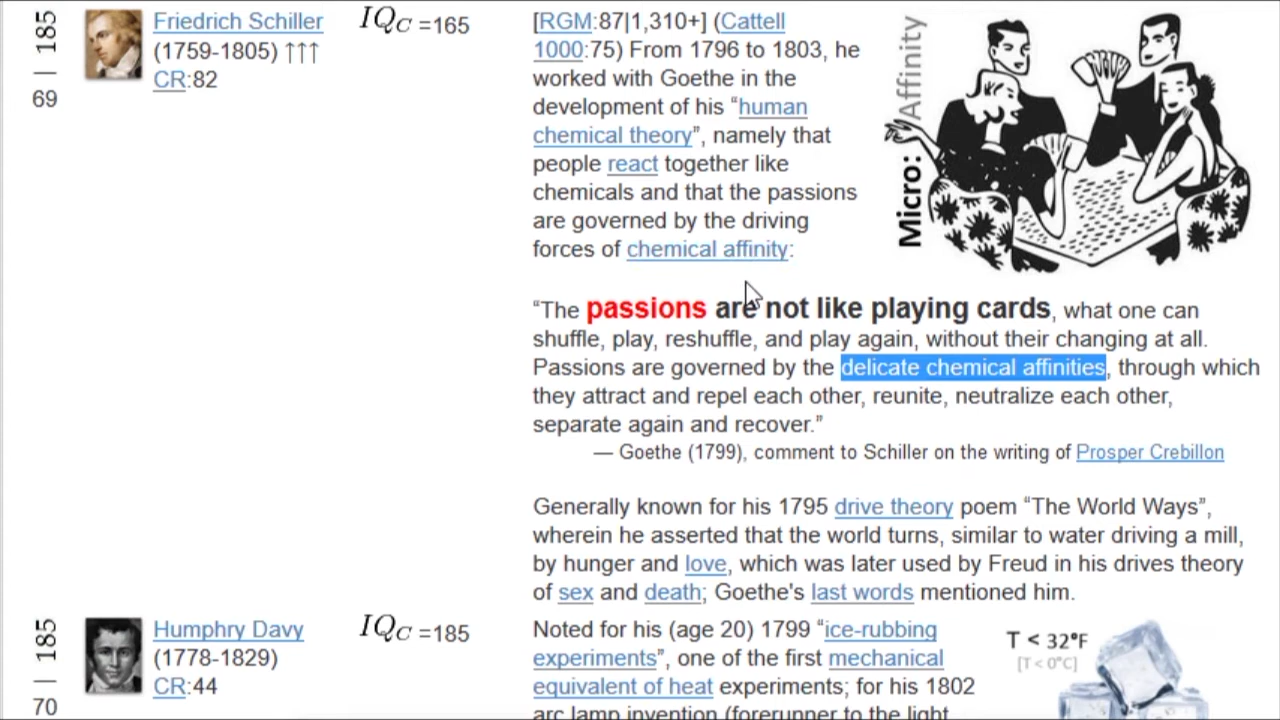 185 | 69
Friedrich Schiller
(1759-1805) ↑↑↑
CR:82
IQC =165
[RGM:87|1,310+] (Cattell
1000:75) From 1796 to 1803, he
worked with Goethe in the
development of his “human
chemical theory”, namely that
people react together like
chemicals and that the passions
are governed by the driving
forces of chemical affinity:
Micro: Affinity
“The passions are not like playing cards, what one can
shuffle, play, reshuffle, and play again, without their changing at all.
Passions are governed by the delicate chemical affinities, through which
they attract and repel each other, reunite, neutralize each other,
separate again and recover.”
— Goethe (1799), comment to Schiller on the writing of Prosper Crebillon
Generally known for his 1795 drive theory poem “The World Ways”,
wherein he asserted that the world turns, similar to water driving a mill,
by hunger and love, which was later used by Freud in his drives theory
of sex and death; Goethe's last words mentioned him.
185 | 70
Humphry Davy
(1778-1829)
CR:44
IQC =185
Noted for his (age 20) 1799 “ice-rubbing
experiments”, one of the first mechanical
equivalent of heat experiments; for his 1802
arc lamp invention (forerunner to the light
T < 32°F
[T < 0°C]